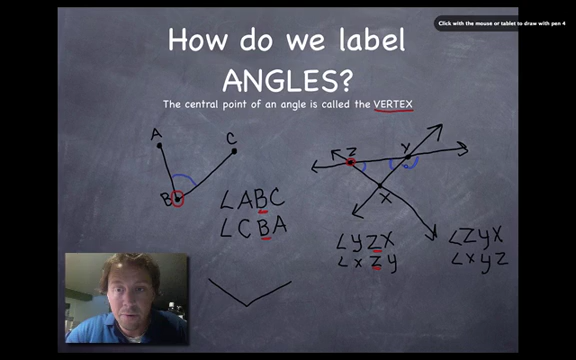 Click with the mouse or tablet to draw with pen 4
How do we label
ANGLES?
The central point of an angle is called the VERTEX
A
C
B
Z
Y
X
∠ABC
∠CBA
∠YZX
∠XZY
∠ZYX
∠XYZ